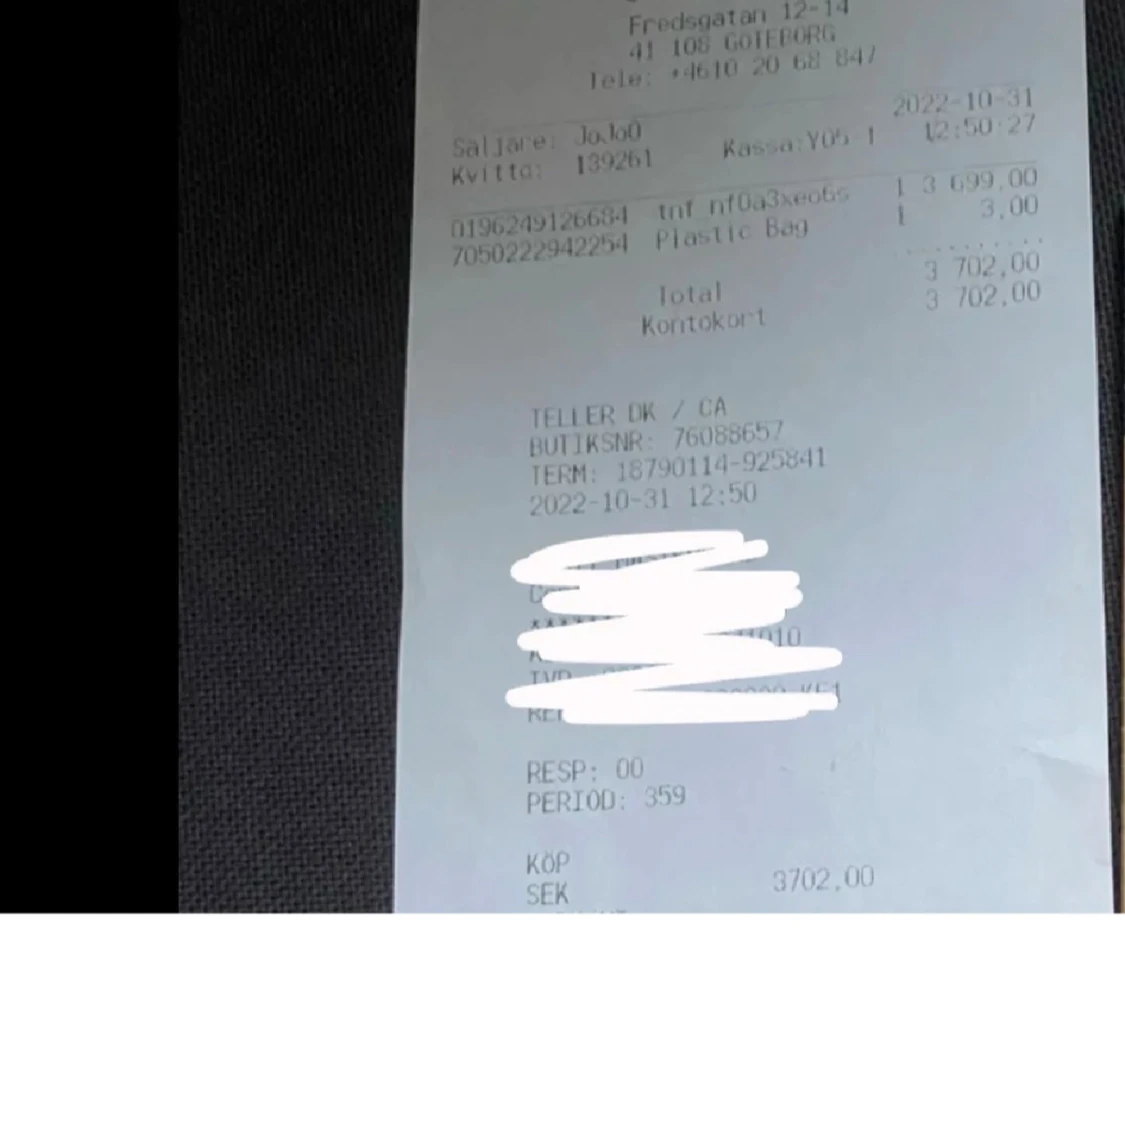 Fredsgatan 12-14
41 108 GÖTEBORG
Tele: +4610 20 68 847
2022-10-31
Säljare: JoJoO
12:50:27
Kvitto: 139261 Kassa:Y05 1
0196249126684 tnf nf0a3xeo6s 1 3 699,00
7050222942254 Plastic Bag 1 3,00
3 702,00
Total 3 702,00
Kontokort
TELLER DK / CA
BUTIKSNR: 76088657
TERM: 18790114-925841
2022-10-31 12:50
RESP: 00
PERIOD: 359
KÖP
SEK 3702,00